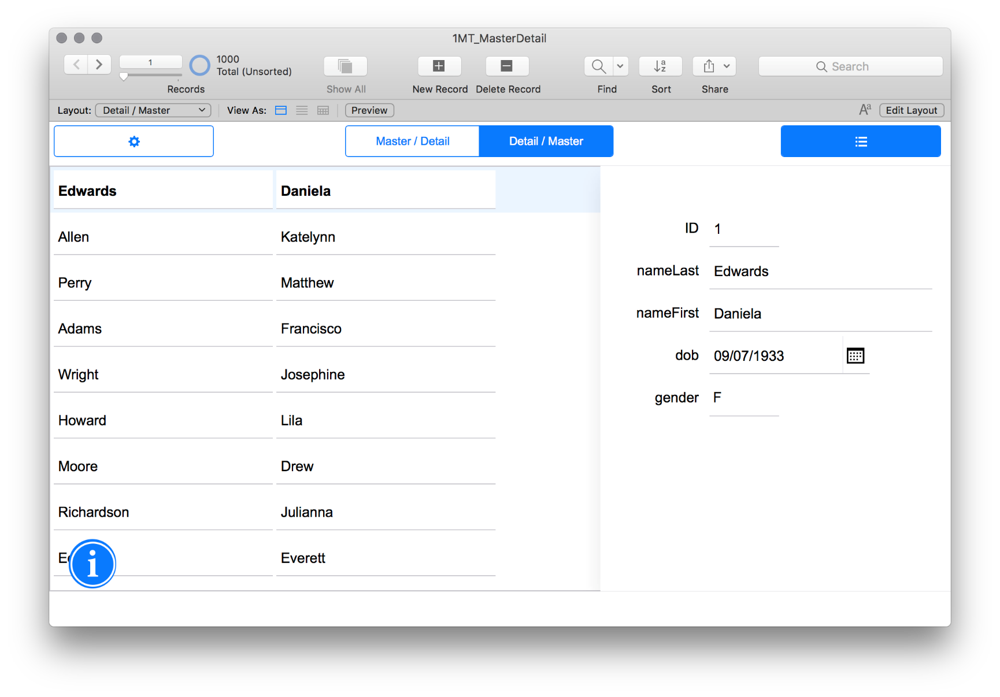 1MT_MasterDetail
1
1000
Total (Unsorted)
Records
Show All
New Record
Delete Record
Find
Sort
Share
Search
Layout: Detail / Master
View As:
Preview
Aa
Edit Layout
Master / Detail
Detail / Master
Edwards Daniela
Allen Katelynn
Perry Matthew
Adams Francisco
Wright Josephine
Howard Lila
Moore Drew
Richardson Julianna
Everett
i
ID 1
nameLast Edwards
nameFirst Daniela
dob 09/07/1933
gender F